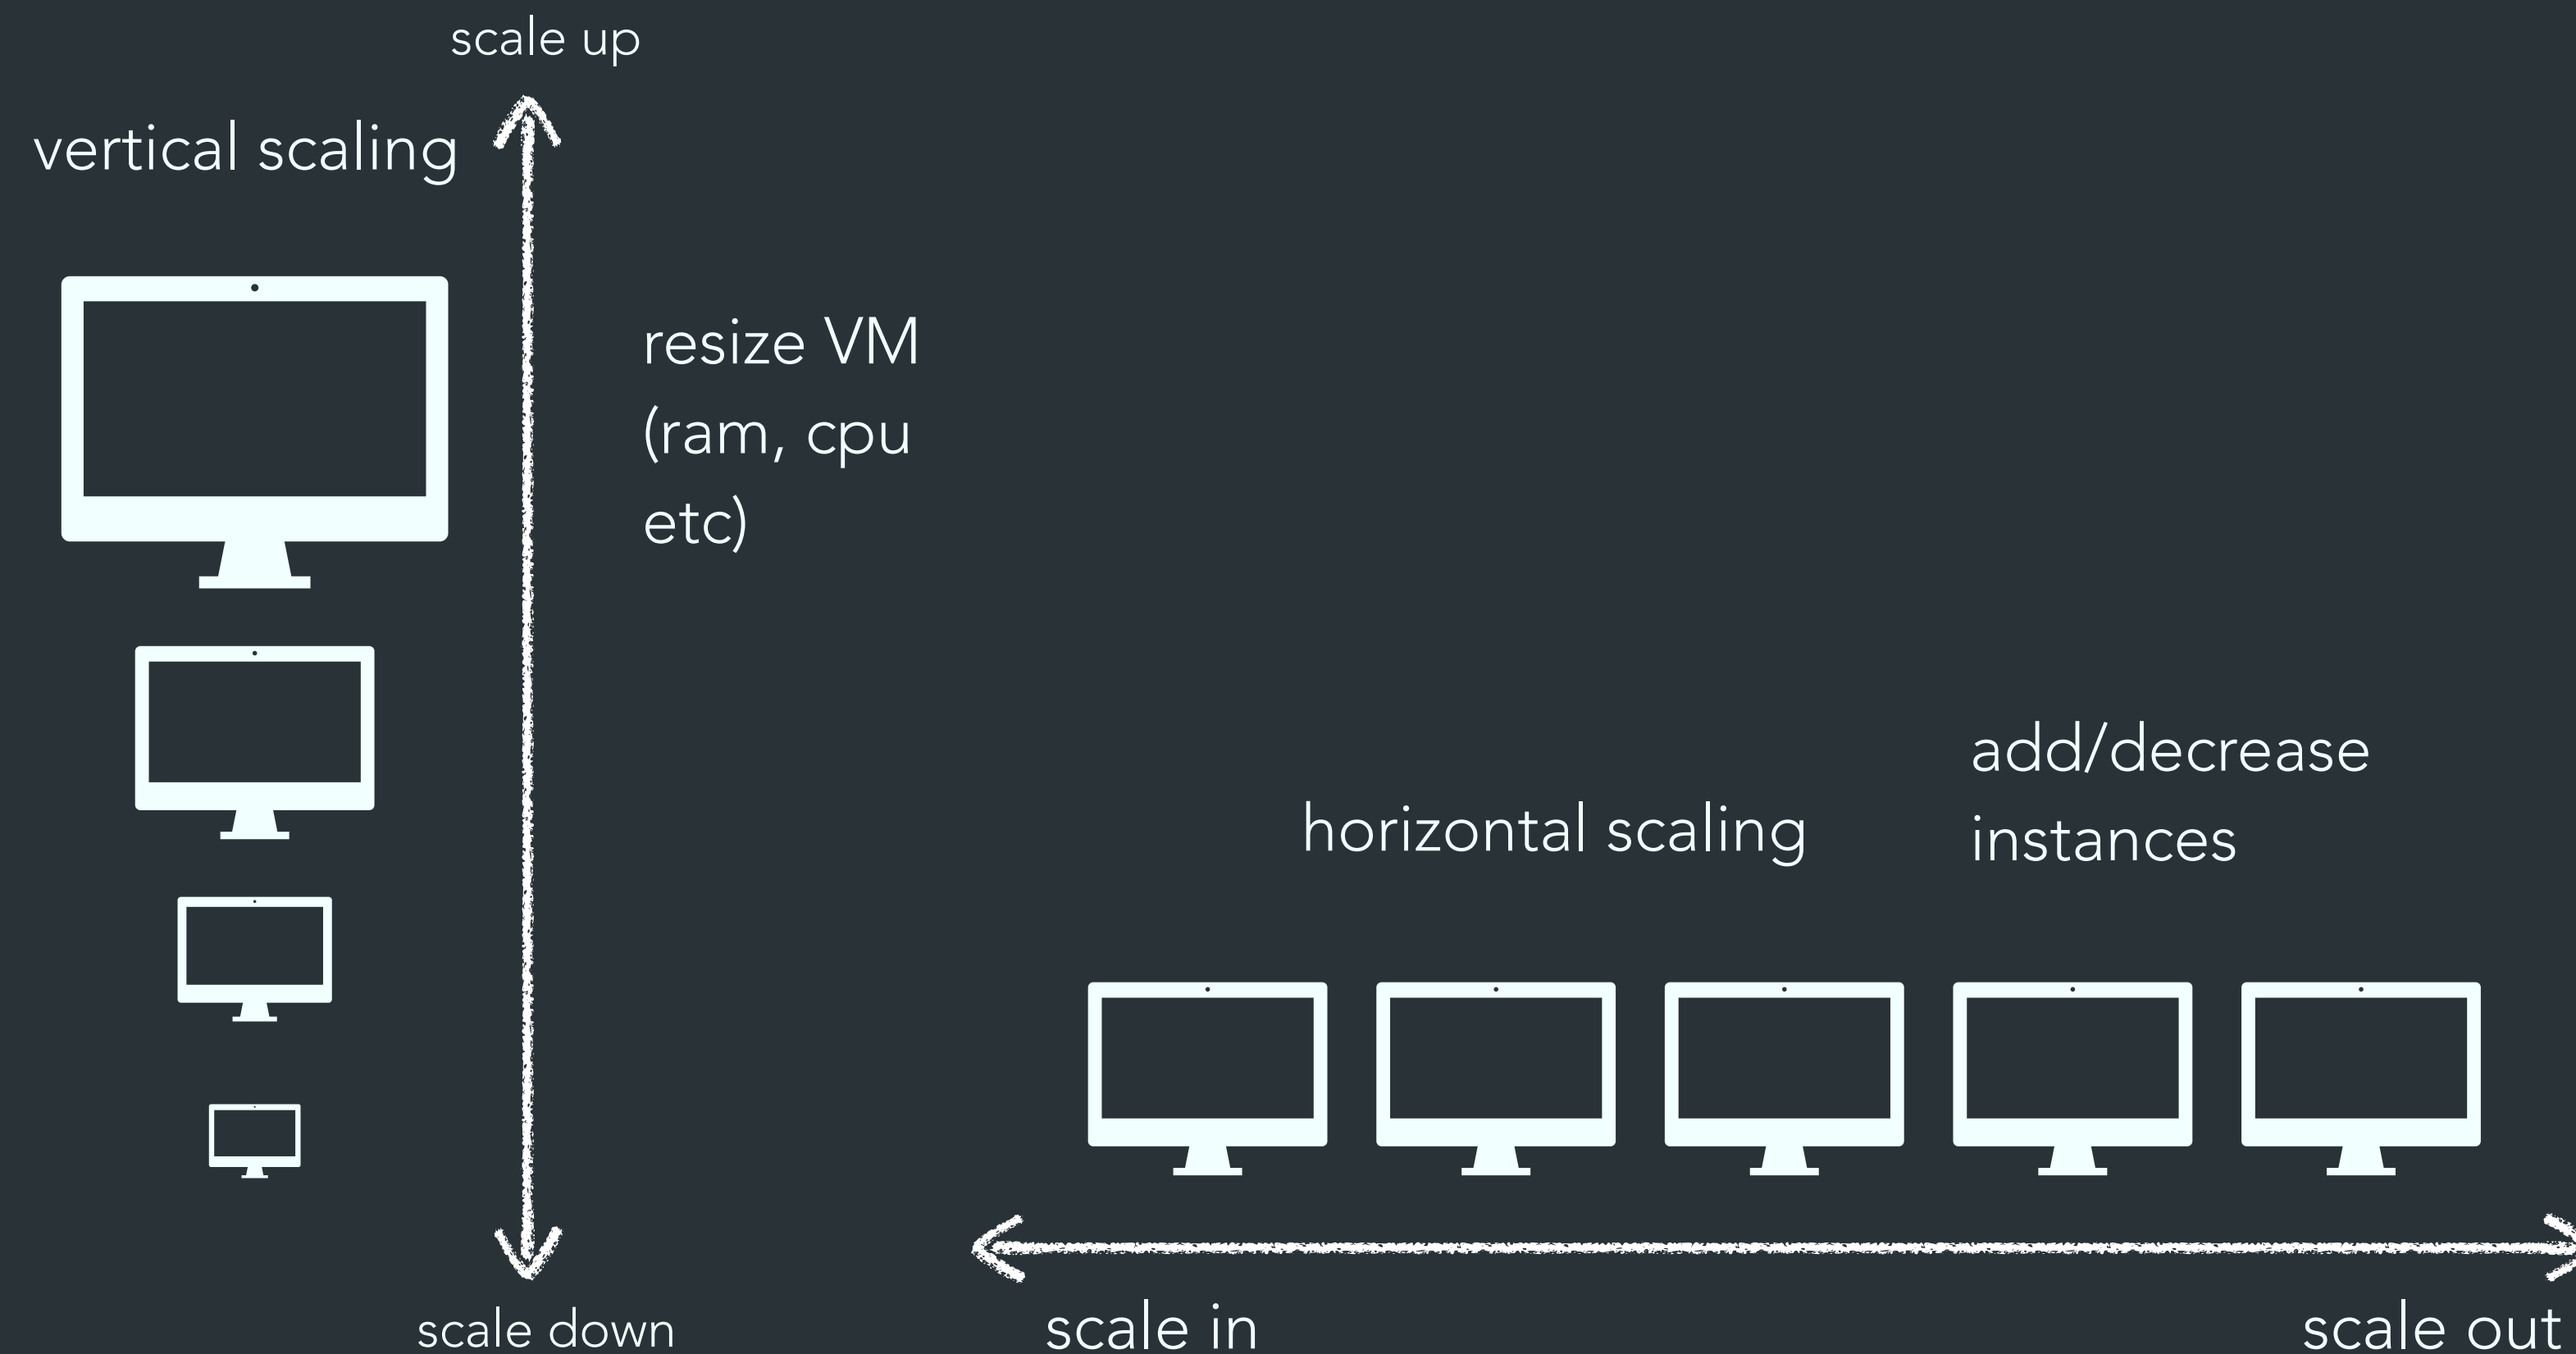 scale up
vertical scaling
resize VM
(ram, cpu
etc)
scale down
horizontal scaling
add/decrease
instances
scale in
scale out